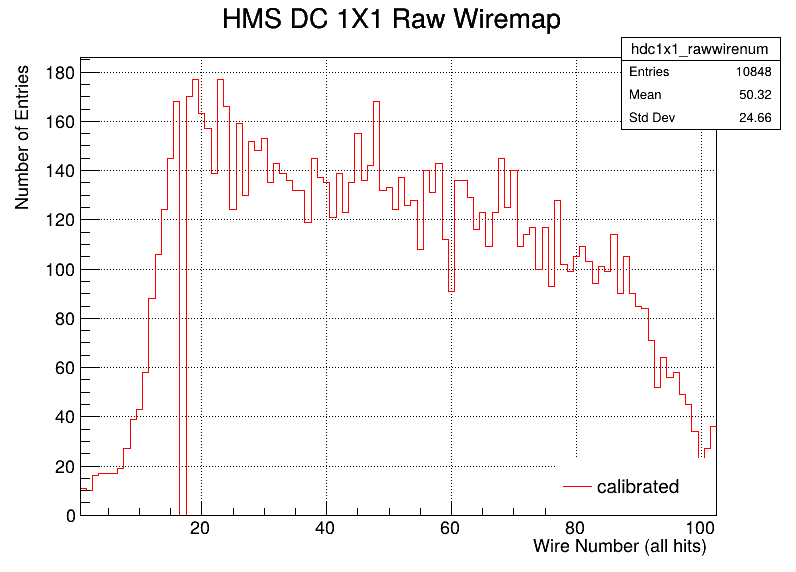 HMS DC 1X1 Raw Wiremap
hdc1x1_rawwirenum
Entries 10848
Mean 50.32
Std Dev 24.66
Number of Entries
180
160
140
120
100
80
60
40
20
0
calibrated
20 40 60 80 100
Wire Number (all hits)